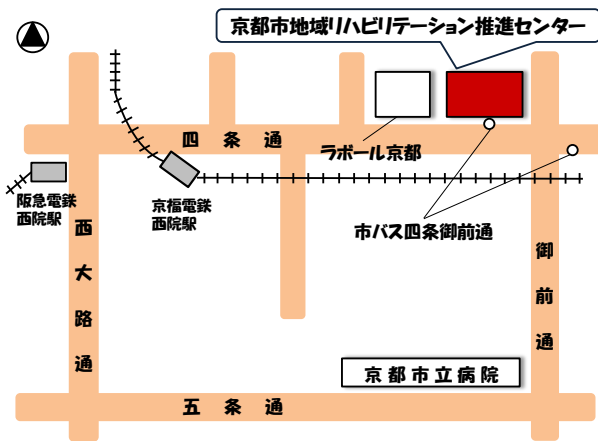 京都市地域リハビリテーション推進センター
四条通
ラボール京都
阪急電鉄
西院駅
京福電鉄
西院駅
市バス四条御前通
西大路通
御前通
京都市立病院
五条通